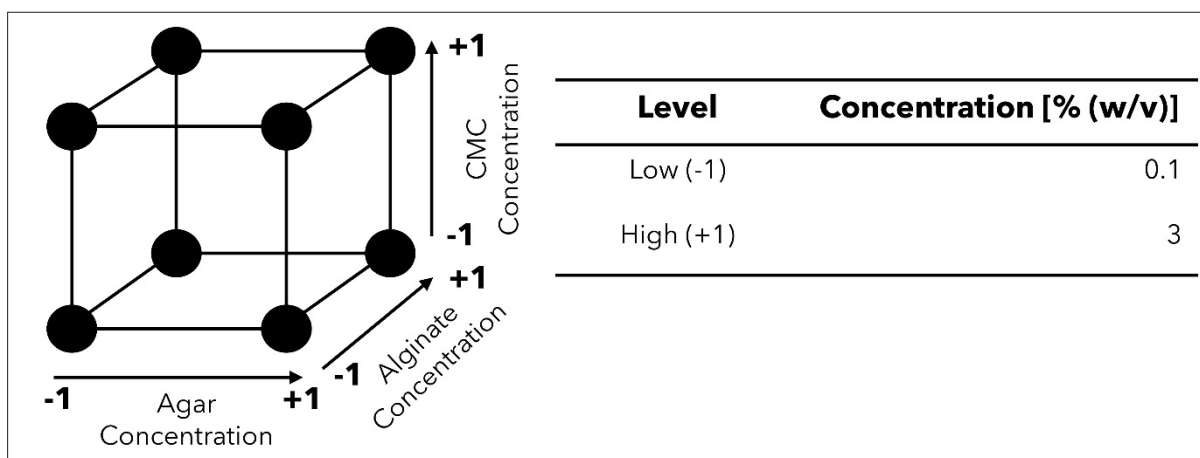 +1
CMC
Concentration
-1
+1
Alginate
Concentration
-1
-1
Agar
Concentration
+1
Level Concentration [% (w/v)]
Low (-1) 0.1
High (+1) 3